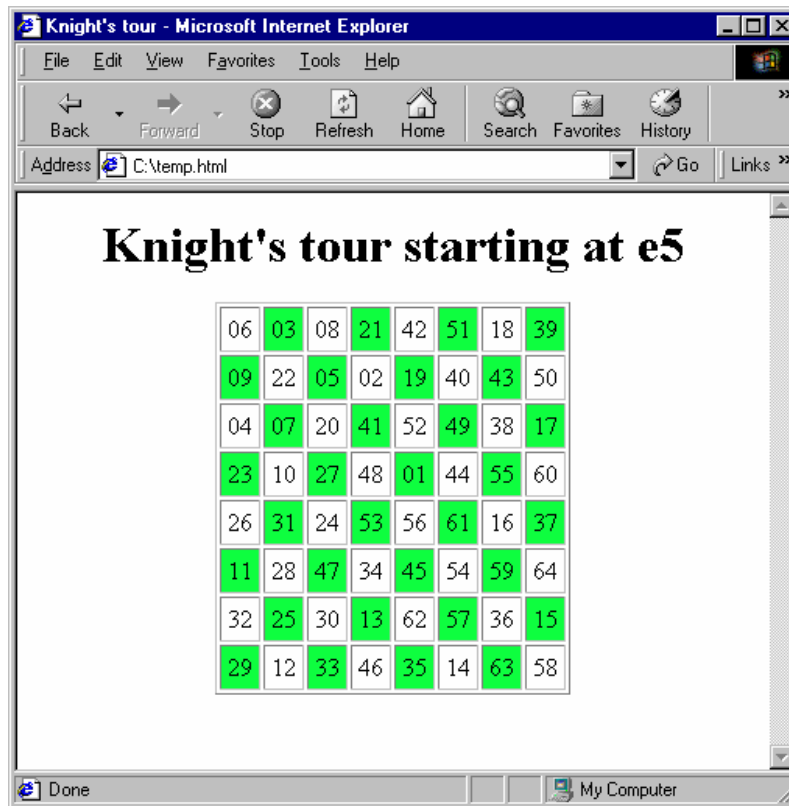 Knight's tour - Microsoft Internet Explorer
File Edit View Favorites Tools Help
Back Forward Stop Refresh Home Search Favorites History »
Address C:\temp.html Go Links »
Knight's tour starting at e5
06 03 08 21 42 51 18 39
09 22 05 02 19 40 43 50
04 07 20 41 52 49 38 17
23 10 27 48 01 44 55 60
26 31 24 53 56 61 16 37
11 28 47 34 45 54 59 64
32 25 30 13 62 57 36 15
29 12 33 46 35 14 63 58
Done My Computer